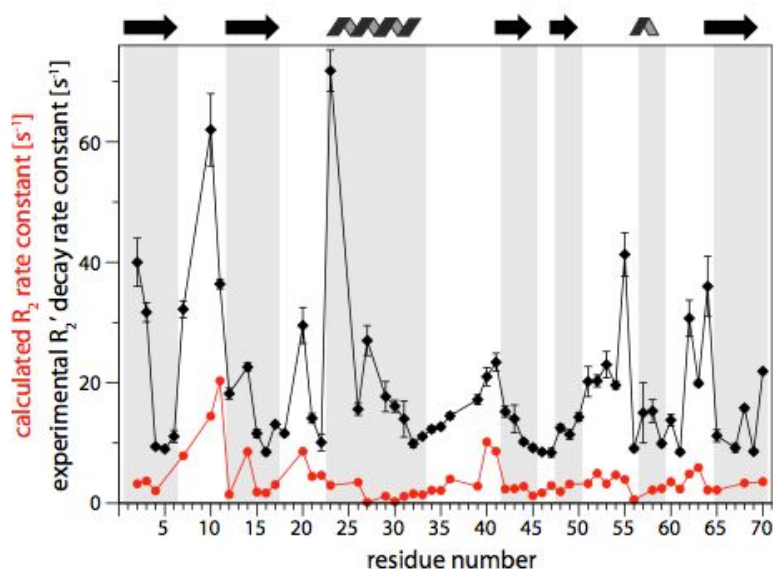 calculated R₂ rate constant [s⁻¹]
experimental R₂' decay rate constant [s⁻¹]
60
40
20
0
5 10 15 20 25 30 35 40 45 50 55 60 65 70
residue number